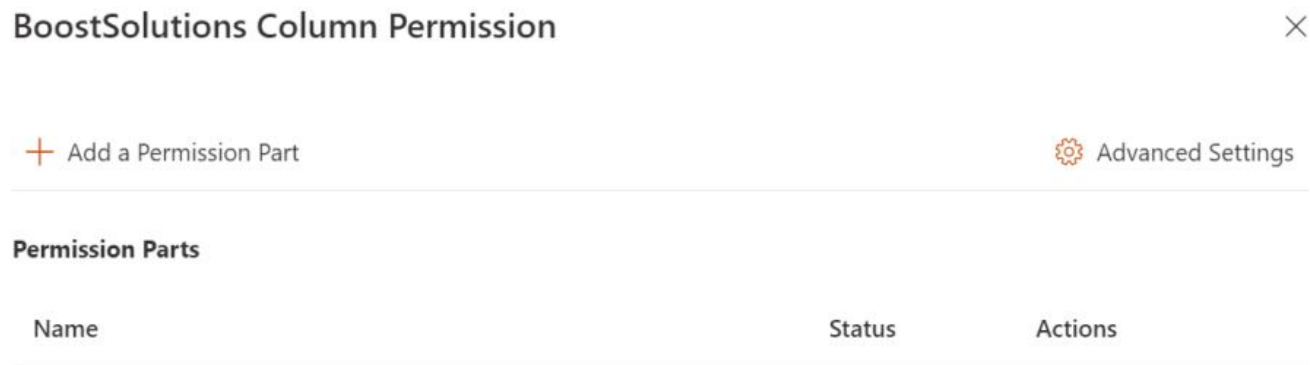 BoostSolutions Column Permission
Add a Permission Part Advanced Settings
Permission Parts
Name Status Actions